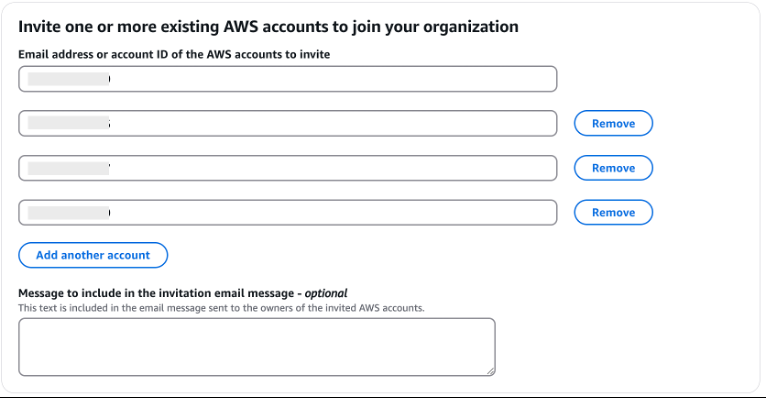 Invite one or more existing AWS accounts to join your organization
Email address or account ID of the AWS accounts to invite
Remove
Remove
Remove
Add another account
Message to include in the invitation email message - optional
This text is included in the email message sent to the owners of the invited AWS accounts.